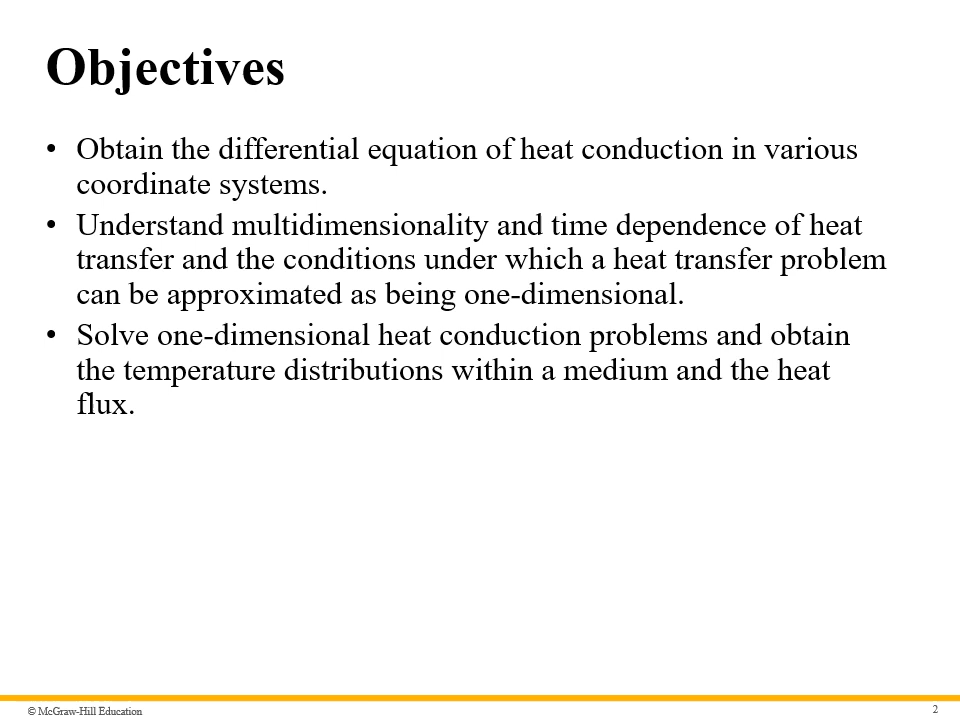 Objectives
• Obtain the differential equation of heat conduction in various
coordinate systems.
• Understand multidimensionality and time dependence of heat
transfer and the conditions under which a heat transfer problem
can be approximated as being one-dimensional.
• Solve one-dimensional heat conduction problems and obtain
the temperature distributions within a medium and the heat
flux.
© McGraw-Hill Education
2